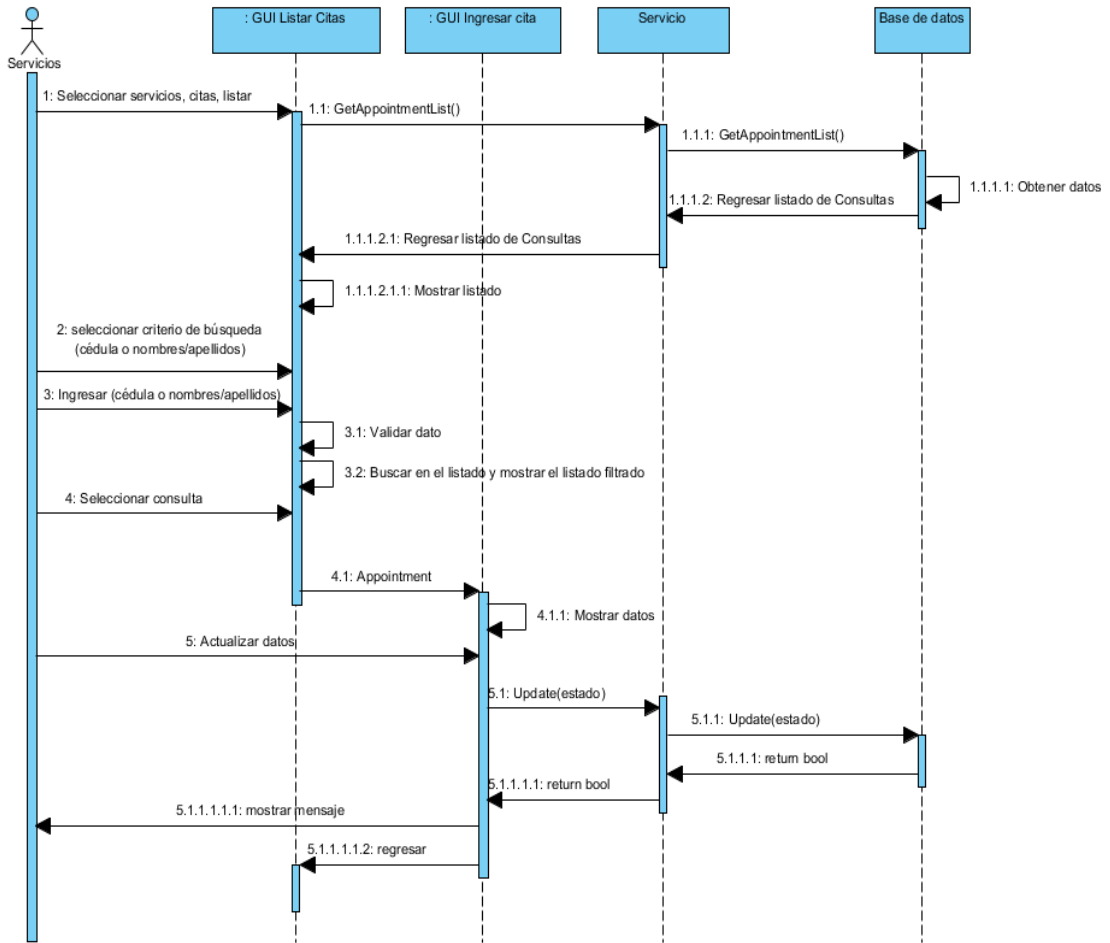 : GUI Listar Citas
: GUI Ingresar cita
Servicio
Base de datos
Servicios
1: Seleccionar servicios, citas, listar
1.1: GetAppointmentList()
1.1.1: GetAppointmentList()
1.1.1.1: Obtener datos
1.1.1.2: Regresar listado de Consultas
1.1.1.2.1: Regresar listado de Consultas
1.1.1.2.1.1: Mostrar listado
2: seleccionar criterio de búsqueda
(cédula o nombres/apellidos)
3: Ingresar (cédula o nombres/apellidos)
3.1: Validar dato
3.2: Buscar en el listado y mostrar el listado filtrado
4: Seleccionar consulta
4.1: Appointment
4.1.1: Mostrar datos
5: Actualizar datos
5.1: Update(estado)
5.1.1: Update(estado)
5.1.1.1: return bool
5.1.1.1.1: return bool
5.1.1.1.1.1: mostrar mensaje
5.1.1.1.1.2: regresar